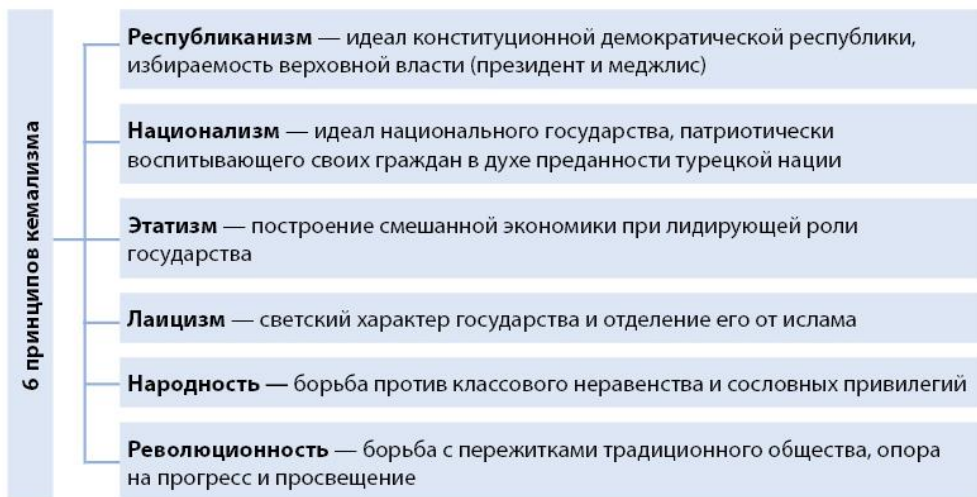 6 принципов кемализма
Республиканизм — идеал конституционной демократической республики,
избираемость верховной власти (президент и меджлис)
Национализм — идеал национального государства, патриотически
воспитывающего своих граждан в духе преданности турецкой нации
Этатизм — построение смешанной экономики при лидирующей роли
государства
Лаицизм — светский характер государства и отделение его от ислама
Народность — борьба против классового неравенства и сословных привилегий
Революционность — борьба с пережитками традиционного общества, опора
на прогресс и просвещение